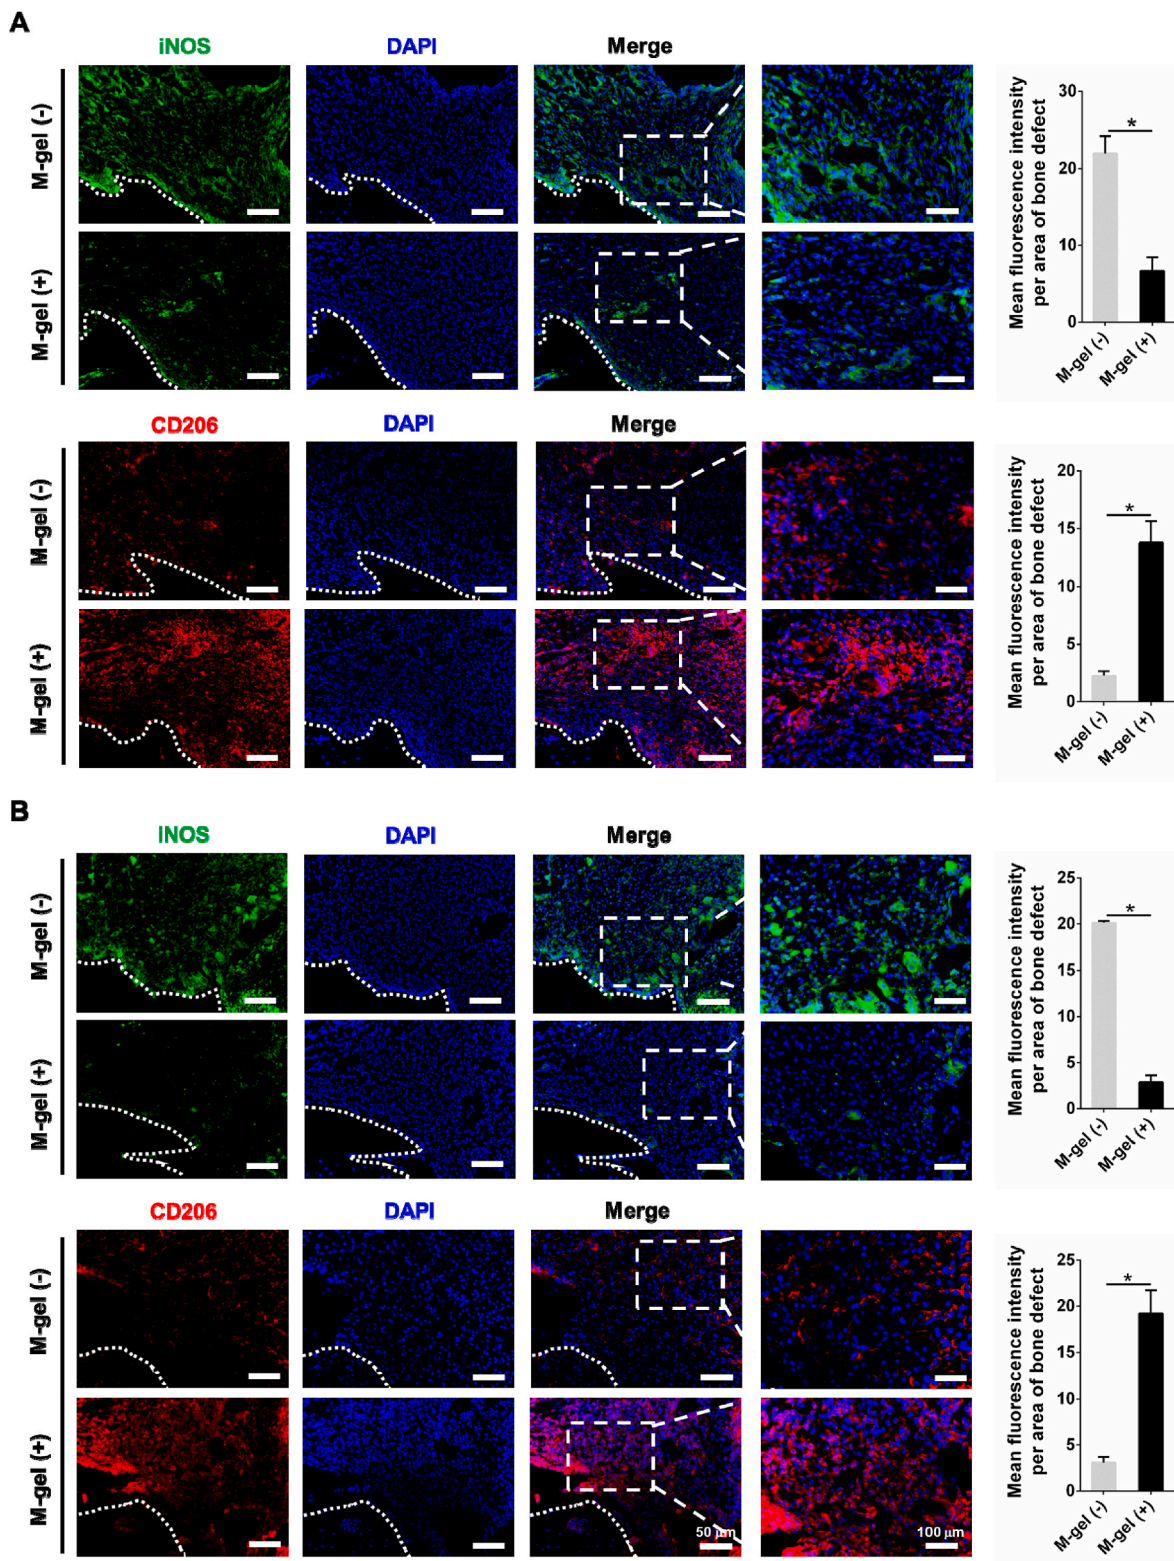 A
iNOS DAPI Merge
M-gel (-)
M-gel (+)
Mean fluorescence intensity
per area of bone defect
30
20
10
0
*
M-gel (-)
M-gel (+)
CD206 DAPI Merge
M-gel (-)
M-gel (+)
Mean fluorescence intensity
per area of bone defect
20
15
10
5
0
*
M-gel (-)
M-gel (+)
B
iNOS DAPI Merge
M-gel (-)
M-gel (+)
Mean fluorescence intensity
per area of bone defect
25
20
15
10
5
0
*
M-gel (-)
M-gel (+)
CD206 DAPI Merge
M-gel (-)
M-gel (+)
50 μm
100 μm
Mean fluorescence intensity
per area of bone defect
25
20
15
10
5
0
*
M-gel (-)
M-gel (+)